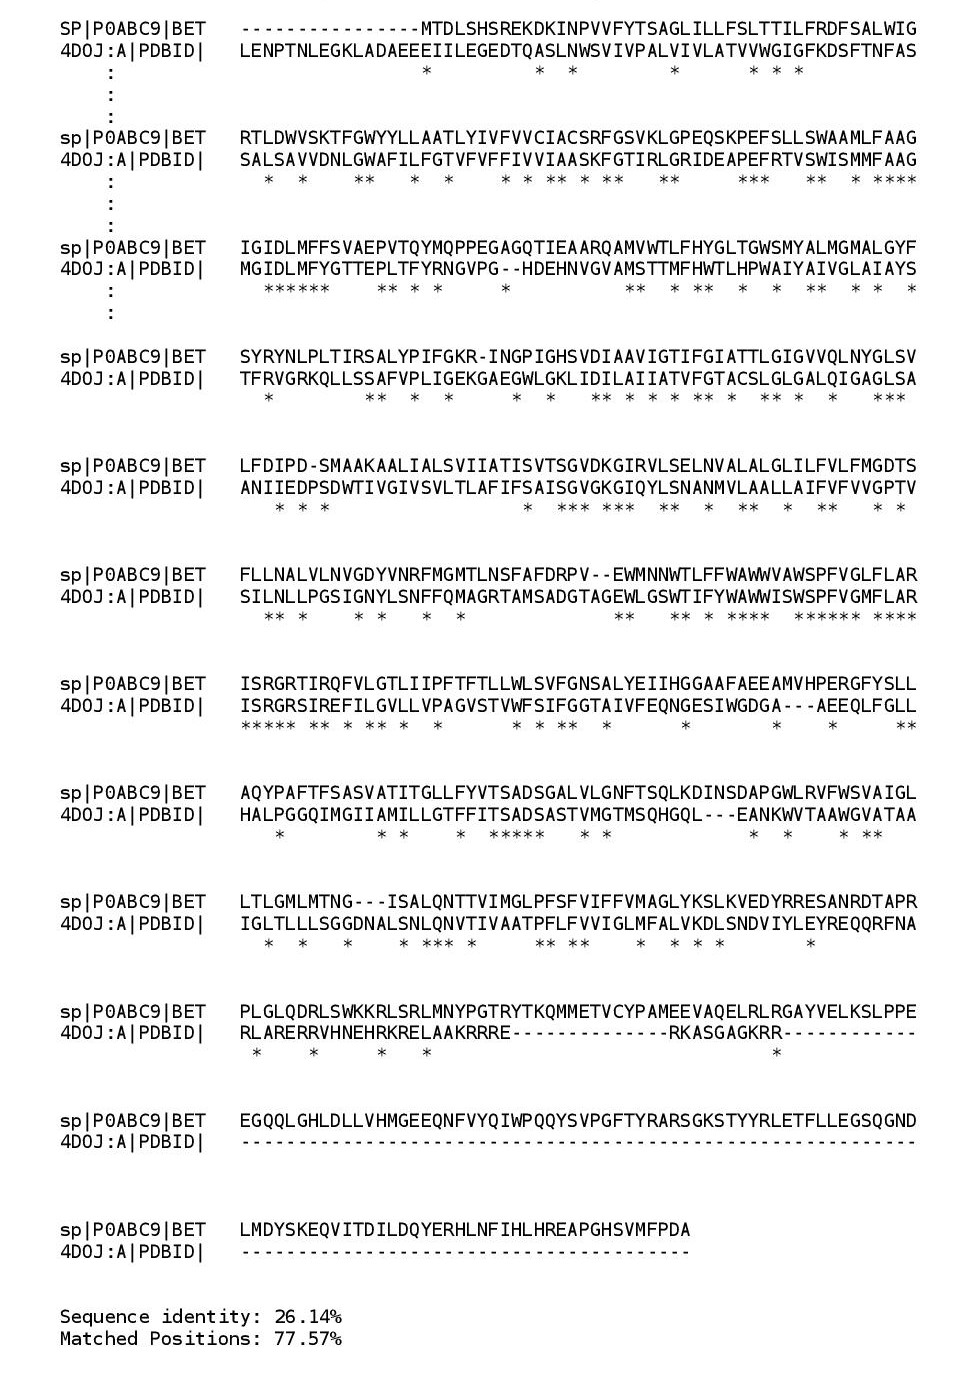 SP|P0ABC9|BET   ----------------MTDLSHSREKDKINPVVFYTSAGLILLFSLTTILFRDFSALWIG
4DOJ:A|PDBID|   LENPTNLEGKLADAEEEIILEGEDTQASLNWSVIVPALVIVLATVVWGIGFKDSFTNFAS
    :                            *         *  *        *      * * *
    :
    :
sp|P0ABC9|BET   RTLDWVSKTFGWYYLLAATLYIVFVVCIACSRFGSVKLGPEQSKPEFSLLSWAAMLFAAG
4DOJ:A|PDBID|   SALSAVVDNLGWAFILFGTVFVFFIVVIAASKFGTIRLGRIDEAPEFRTVSWISMMFAAG
    :             *  *    **   *  *    * * ** * **   **     ***   **  * ****
    :
    :
sp|P0ABC9|BET   IGIDLMFFSVAEPVTQYMQPPEGAGQTIEAARQAMVWTLFHYGLTGWSMYALMGMALGYF
4DOJ:A|PDBID|   MGIDLMFYGTTEPLTFYRNGVPG--HDEHNVGVAMSTTMFHWTLHPWAIYAIVGLAIAYS
    :             ******    ** * *     *          **  * **  *  *  **  * *  *
    :
sp|P0ABC9|BET   SYRYNLPLTIRSALYPIFGKR-INGPIGHSVDIAAVIGTIFGIATTLGIGVVQLNYGLSV
4DOJ:A|PDBID|   TFRVGRKQLLSSAFVPLIGEKGAEGWLGKLIDILAIIATVFGTACSLGLGALQIGAGLSA
                  *        **  *  *     *  *   ** * * * ** *  ** *  *   ***
sp|P0ABC9|BET   LFDIPD-SMAAKAALIALSVIIATISVTSGVDKGIRVLSELNVALALGLILFVLFMGDTS
4DOJ:A|PDBID|   ANIIEDPSDWTIVGIVSVLTLAFIFSAISGVGKGIQYLSNANMVLAALLAIFVFVVGPTV
                   * * *                 *  *** ***  **  *  **  *  **   * *
sp|P0ABC9|BET   FLLNALVLNVGDYVNRFMGMTLNSFAFDRPV--EWMNNWTLFFWAWWVAWSPFVGLFLAR
4DOJ:A|PDBID|   SILNLLPGSIGNYLSNFFQMAGRTAMSADGTAGEWLGSWTIFYWAWWISWSPFVGMFLAR
                  ** *    * *   *  *             **   ** * ****  ****** ****
sp|P0ABC9|BET   ISRGRTIRQFVLGTLIIPFTFTLLWLSVFGNSALYEIIHGGAAFAEEAMVHPERGFYSLL
4DOJ:A|PDBID|   ISRGRSIREFILGVLLVPAGVSTVWFSIFGGTAIVFEQNGESIWGDGA---AEEQLFGLL
                ***** ** * ** *  *      * * **  *      *       *    *     **
sp|P0ABC9|BET   AQYPAFTFSASVATITGLLFYVTSADSGALVLGNFTSQLKDINSDAPGWLRVFWSVAIGL
4DOJ:A|PDBID|   HALPGGQIMGIIAMILLGTFFITSADSASTVMGTMSQHGQL---EANKWVTAAWGVATAA
                   *        * *    *  *****   * *            *  *    * **
sp|P0ABC9|BET   LTLGMLMTNG---ISALQNTTVIMGLPFSFVIFFVMAGLYKSLKVEDYRRESANRDTAPR
4DOJ:A|PDBID|   IGLTLLLSGGDNALSNLQNVTIVAATPFLFVVIGLMFALVKDLSNDVIYLEYREQQRFNA
                  *  *   *    * *** *     ** **    *  * * *       *
sp|P0ABC9|BET   PLGLQDRLSWKKRLSRLMNYPGTRYTKQMMETVCYPAMEEVAQELRLRGAYVELKSLPPE
4DOJ:A|PDBID|   RLARERRVHNEHRKRELAAKRRRE--------------RKASGAGKRR------------
                 *    *     *   *                              *
sp|P0ABC9|BET   EGQQLGHLDLLVHMGEEQNFVYQIWPQQYSVPGFTYRARSGKSTYYRLETFLLEGSQGND
4DOJ:A|PDBID|   ------------------------------------------------------------
sp|P0ABC9|BET   LMDYSKEQVITDILDQYERHLNFIHLHREAPGHSVMFPDA
4DOJ:A|PDBID|   ----------------------------------------
Sequence identity: 26.14%
Matched Positions: 77.57%